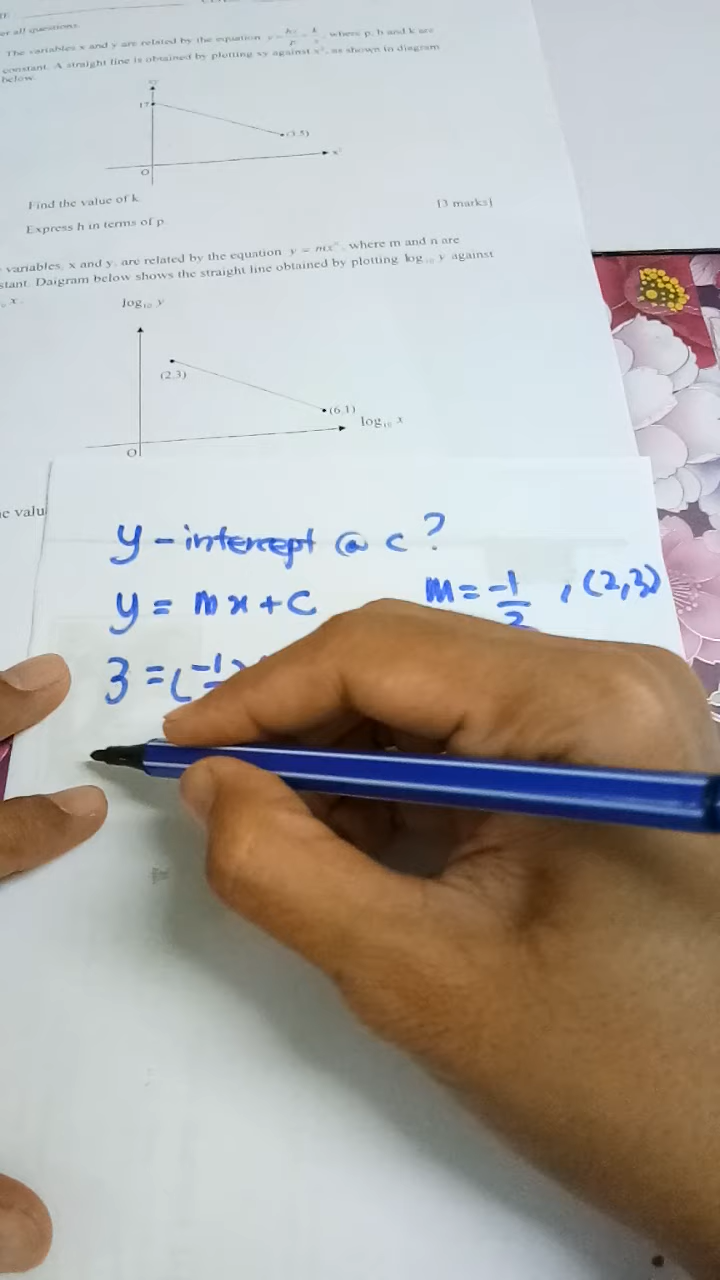 er all questions.
The variables x and y are related by the equation y = hx/p + k/x, where p, h and k are
constant. A straight line is obtained by plotting xy against x², as shown in diagram
below.
xy
17
(3,5)
x²
O
Find the value of k.
[3 marks]
Express h in terms of p.
variables, x and y, are related by the equation y = mxⁿ, where m and n are
stant. Daigram below shows the straight line obtained by plotting log₁₀ y against
x.
log₁₀ y
(2,3)
(6,1)
log₁₀ x
O
e valu
y-intercept @ c?
y = mx+c
m = -1/2, (2,3)
3 = (-1